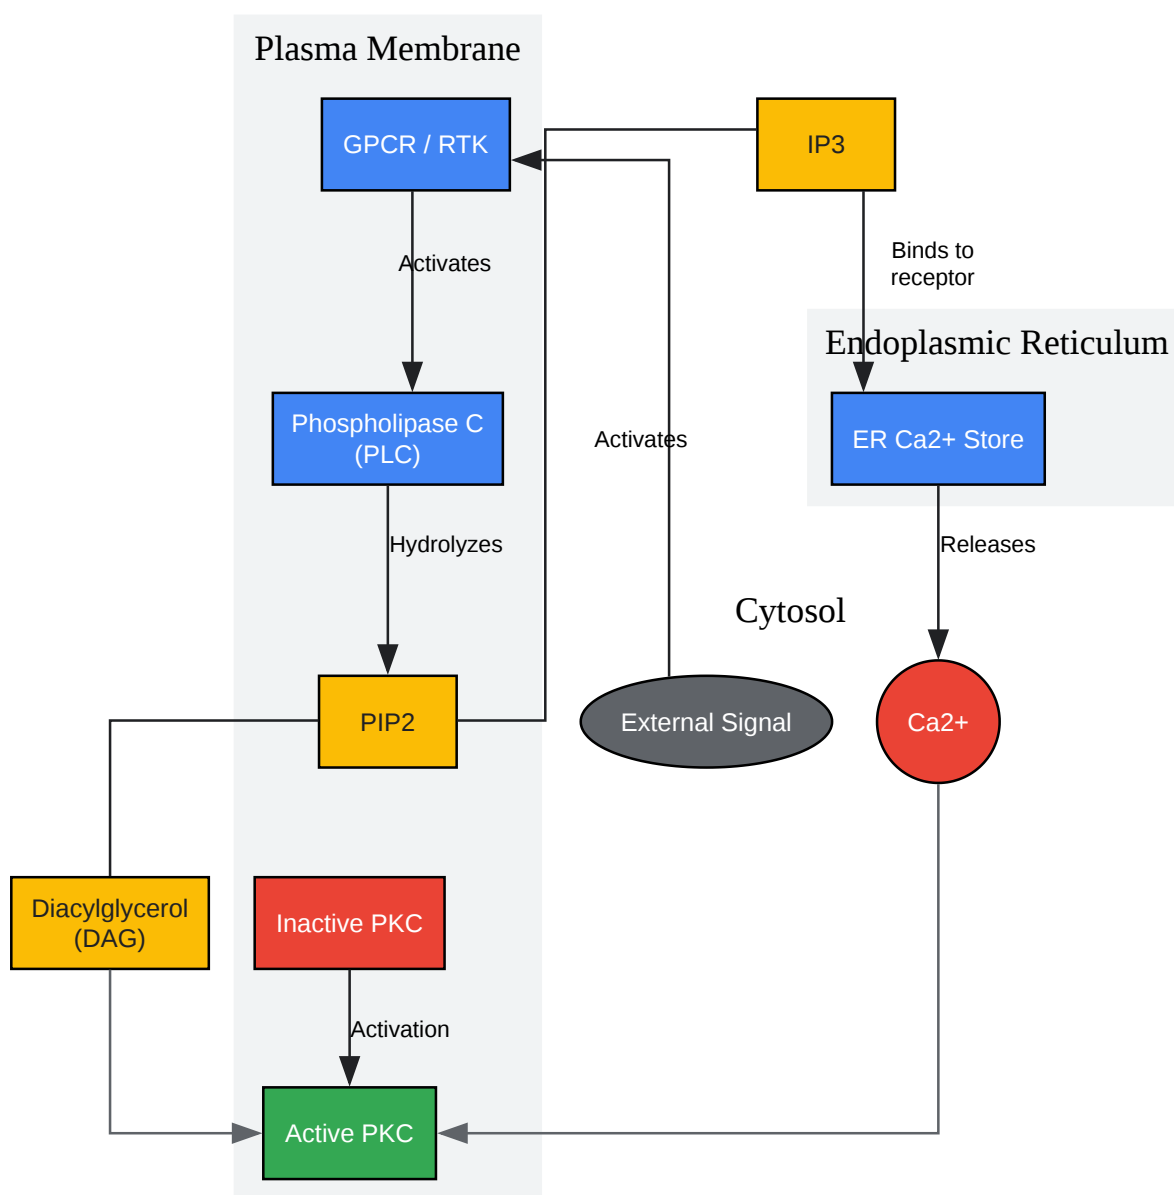 Plasma Membrane
GPCR / RTK
IP3
Activates
Binds to
receptor
Endoplasmic Reticulum
Phospholipase C
(PLC)
Activates
ER Ca2+ Store
Hydrolyzes
Releases
Cytosol
PIP2
External Signal
Ca2+
Diacylglycerol
(DAG)
Inactive PKC
Activation
Active PKC